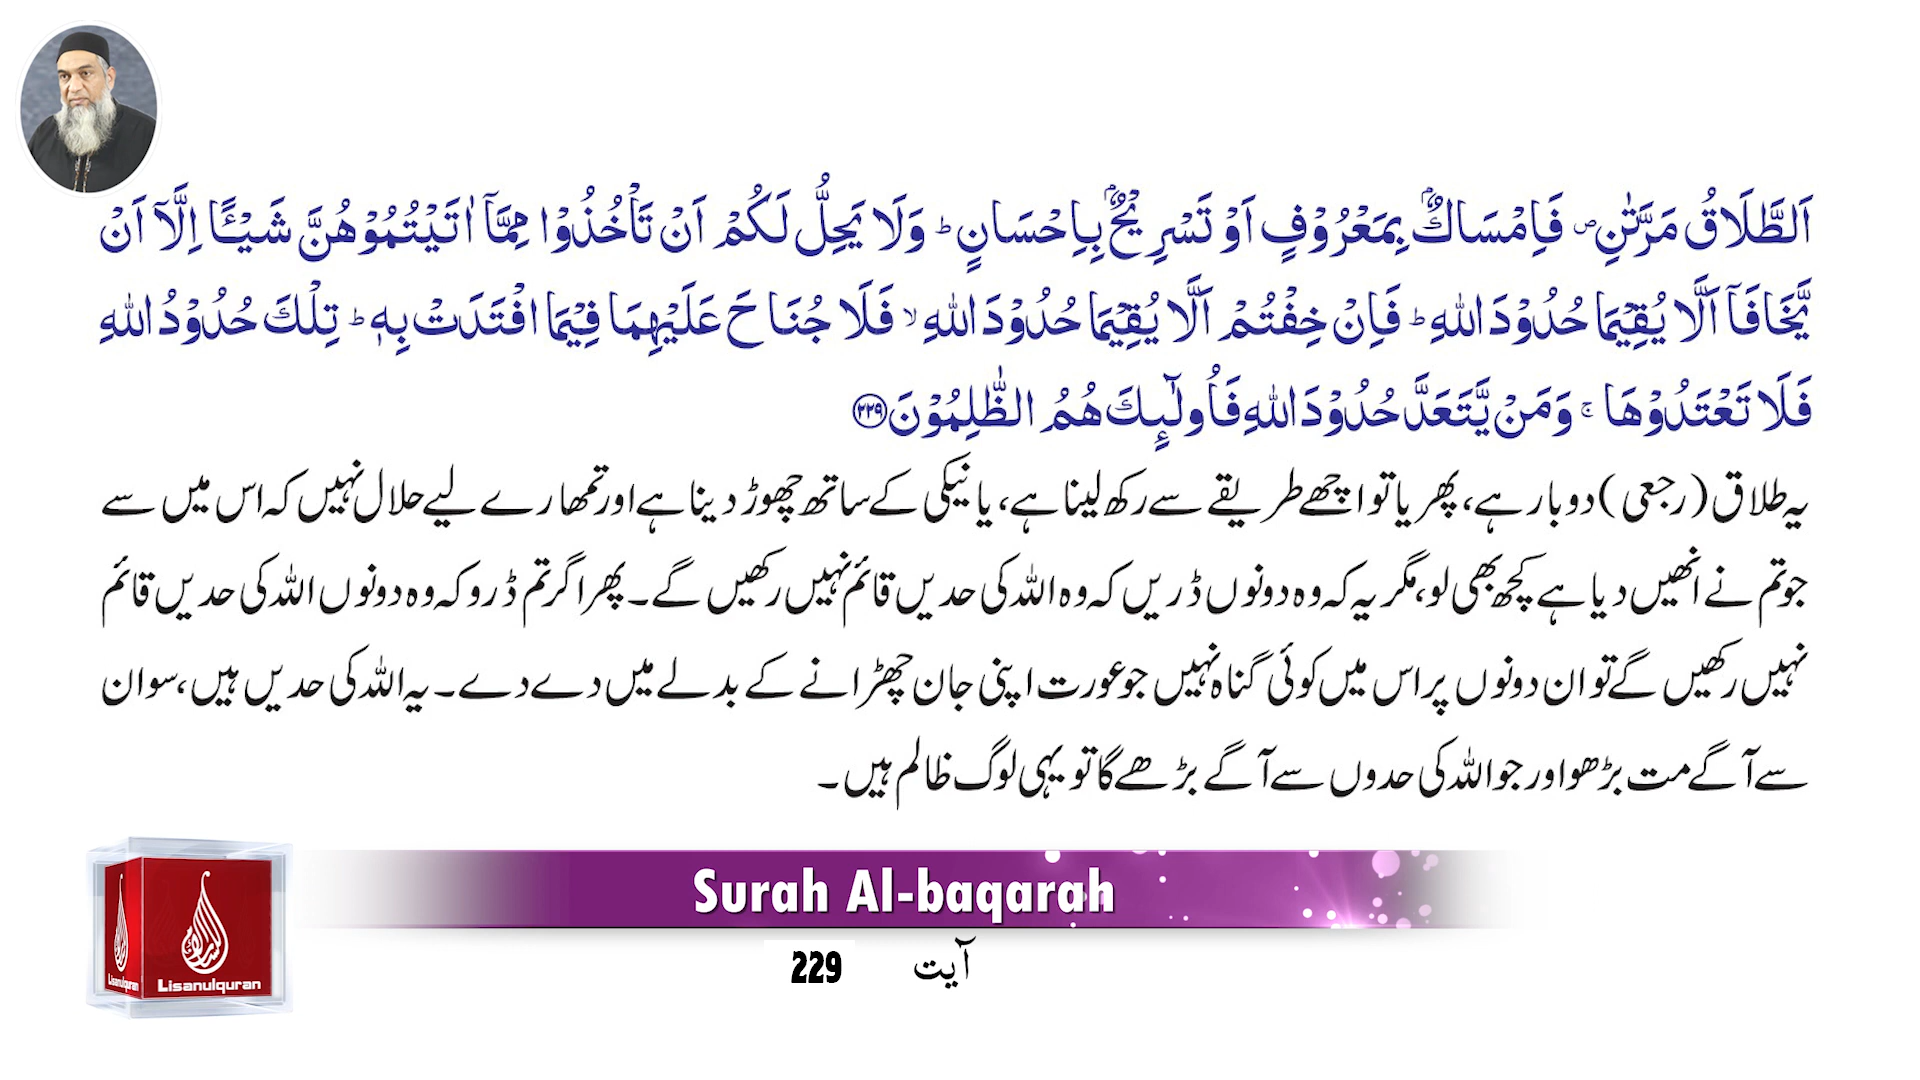 اَلطَّلَاقُ مَرَّتٰنِ ۪ فَاِمْسَاكٌۢ بِمَعْرُوْفٍ اَوْ تَسْرِيْحٌۢ بِاِحْسَانٍ ؕ وَلَا يَحِلُّ لَكُمْ اَنْ تَاْخُذُوْا مِمَّاۤ اٰتَيْتُمُوْهُنَّ شَيْـًٔا اِلَّاۤ اَنْ
يَّخَافَاۤ اَلَّا يُقِيْمَا حُدُوْدَ اللّٰهِ ؕ فَاِنْ خِفْتُمْ اَلَّا يُقِيْمَا حُدُوْدَ اللّٰهِ ۙ فَلَا جُنَاحَ عَلَيْهِمَا فِيْمَا افْتَدَتْ بِهٖ ؕ تِلْكَ حُدُوْدُ اللّٰهِ
فَلَا تَعْتَدُوْهَا ۚ وَمَنْ يَّتَعَدَّ حُدُوْدَ اللّٰهِ فَاُولٰٓىِٕكَ هُمُ الظّٰلِمُوْنَ ﴿۲۲۹﴾
یہ طلاق (رجعی) دو بار ہے، پھر یا تو اچھے طریقے سے رکھ لینا ہے، یا نیکی کے ساتھ چھوڑ دینا ہے اور تمھارے لیے حلال نہیں کہ اس میں سے
جو تم نے انھیں دیا ہے کچھ بھی لو، مگر یہ کہ وہ دونوں ڈریں کہ وہ اللہ کی حدیں قائم نہیں رکھیں گے۔ پھر اگر تم ڈرو کہ وہ دونوں اللہ کی حدیں قائم
نہیں رکھیں گے تو ان دونوں پر اس میں کوئی گناہ نہیں جو عورت اپنی جان چھڑانے کے بدلے میں دے دے۔ یہ اللہ کی حدیں ہیں، سو ان
سے آگے مت بڑھو اور جو اللہ کی حدوں سے آگے بڑھے گا تو یہی لوگ ظالم ہیں۔
Surah Al-baqarah
آیت 229
Lisanulquran
Lisanulquran